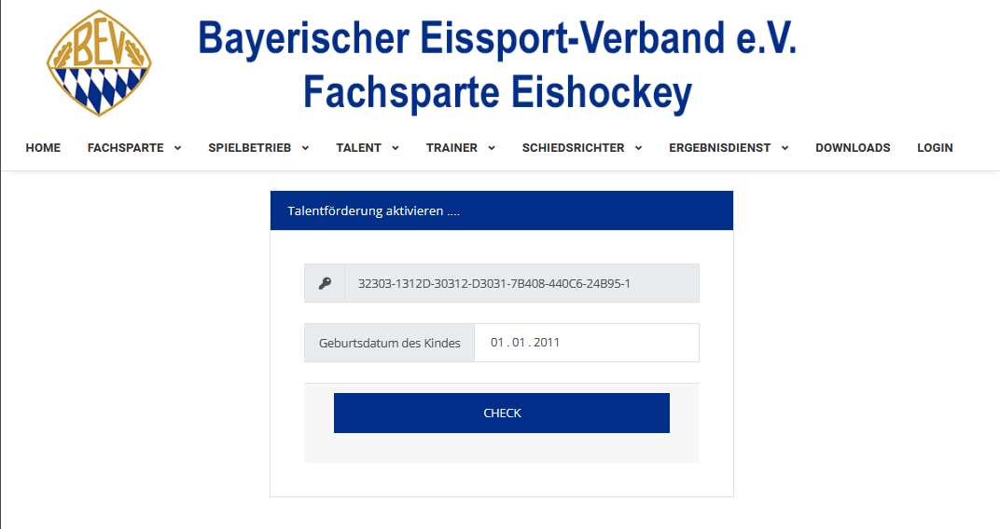 BEV
Bayerischer Eissport-Verband e.V.
Fachsparte Eishockey
HOME FACHSPARTE SPIELBETRIEB TALENT TRAINER SCHIEDSRICHTER ERGEBNISDIENST DOWNLOADS LOGIN
Talentförderung aktivieren ....
32303-1312D-30312-D3031-7B408-440C6-24B95-1
Geburtsdatum des Kindes 01 . 01 . 2011
CHECK